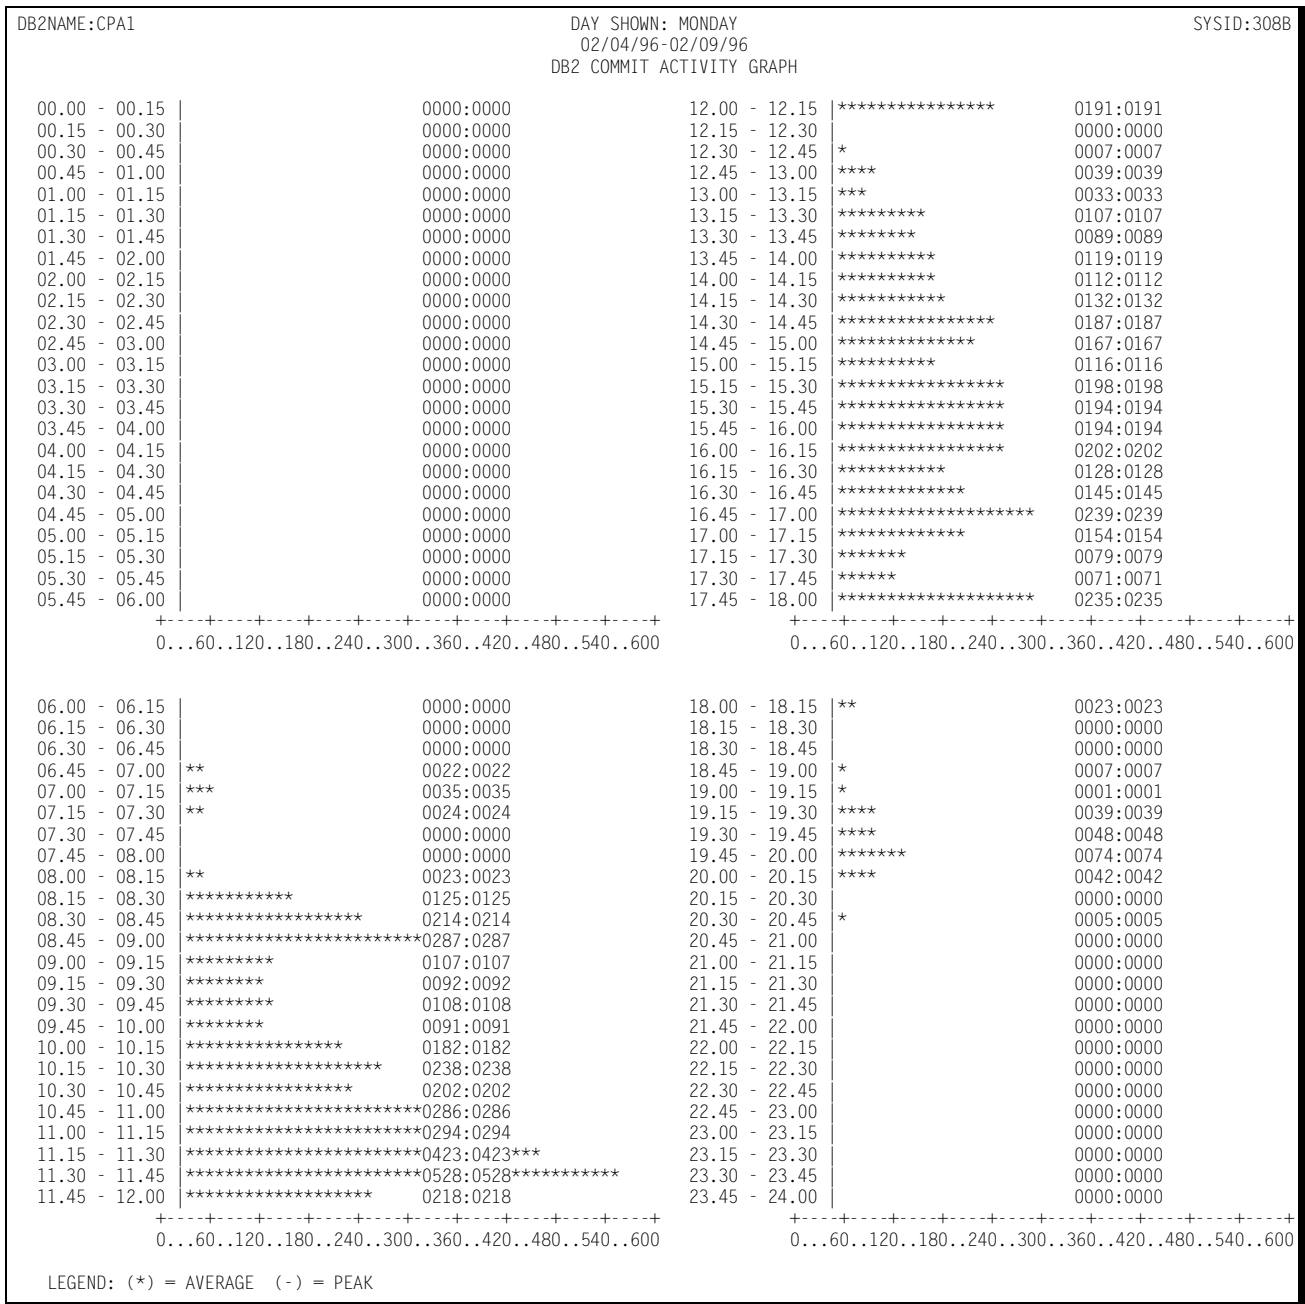 DB2NAME:CPA1 DAY SHOWN: MONDAY SYSID:308B
02/04/96-02/09/96
DB2 COMMIT ACTIVITY GRAPH
00.00 - 00.15 | 0000:0000 12.00 - 12.15 |**************** 0191:0191
00.15 - 00.30 | 0000:0000 12.15 - 12.30 | 0000:0000
00.30 - 00.45 | 0000:0000 12.30 - 12.45 |* 0007:0007
00.45 - 01.00 | 0000:0000 12.45 - 13.00 |**** 0039:0039
01.00 - 01.15 | 0000:0000 13.00 - 13.15 |*** 0033:0033
01.15 - 01.30 | 0000:0000 13.15 - 13.30 |********* 0107:0107
01.30 - 01.45 | 0000:0000 13.30 - 13.45 |******** 0089:0089
01.45 - 02.00 | 0000:0000 13.45 - 14.00 |********** 0119:0119
02.00 - 02.15 | 0000:0000 14.00 - 14.15 |********** 0112:0112
02.15 - 02.30 | 0000:0000 14.15 - 14.30 |*********** 0132:0132
02.30 - 02.45 | 0000:0000 14.30 - 14.45 |**************** 0187:0187
02.45 - 03.00 | 0000:0000 14.45 - 15.00 |************** 0167:0167
03.00 - 03.15 | 0000:0000 15.00 - 15.15 |********** 0116:0116
03.15 - 03.30 | 0000:0000 15.15 - 15.30 |***************** 0198:0198
03.30 - 03.45 | 0000:0000 15.30 - 15.45 |***************** 0194:0194
03.45 - 04.00 | 0000:0000 15.45 - 16.00 |***************** 0194:0194
04.00 - 04.15 | 0000:0000 16.00 - 16.15 |***************** 0202:0202
04.15 - 04.30 | 0000:0000 16.15 - 16.30 |*********** 0128:0128
04.30 - 04.45 | 0000:0000 16.30 - 16.45 |************* 0145:0145
04.45 - 05.00 | 0000:0000 16.45 - 17.00 |******************** 0239:0239
05.00 - 05.15 | 0000:0000 17.00 - 17.15 |************* 0154:0154
05.15 - 05.30 | 0000:0000 17.15 - 17.30 |******* 0079:0079
05.30 - 05.45 | 0000:0000 17.30 - 17.45 |****** 0071:0071
05.45 - 06.00 | 0000:0000 17.45 - 18.00 |******************** 0235:0235
+----+----+----+----+----+----+----+----+----+----+ +----+----+----+----+----+----+----+----+----+----+
0...60..120..180..240..300..360..420..480..540..600 0...60..120..180..240..300..360..420..480..540..600
06.00 - 06.15 | 0000:0000 18.00 - 18.15 |** 0023:0023
06.15 - 06.30 | 0000:0000 18.15 - 18.30 | 0000:0000
06.30 - 06.45 | 0000:0000 18.30 - 18.45 | 0000:0000
06.45 - 07.00 |** 0022:0022 18.45 - 19.00 |* 0007:0007
07.00 - 07.15 |*** 0035:0035 19.00 - 19.15 |* 0001:0001
07.15 - 07.30 |** 0024:0024 19.15 - 19.30 |**** 0039:0039
07.30 - 07.45 | 0000:0000 19.30 - 19.45 |**** 0048:0048
07.45 - 08.00 | 0000:0000 19.45 - 20.00 |******* 0074:0074
08.00 - 08.15 |** 0023:0023 20.00 - 20.15 |**** 0042:0042
08.15 - 08.30 |*********** 0125:0125 20.15 - 20.30 | 0000:0000
08.30 - 08.45 |****************** 0214:0214 20.30 - 20.45 |* 0005:0005
08.45 - 09.00 |************************0287:0287 20.45 - 21.00 | 0000:0000
09.00 - 09.15 |********* 0107:0107 21.00 - 21.15 | 0000:0000
09.15 - 09.30 |******** 0092:0092 21.15 - 21.30 | 0000:0000
09.30 - 09.45 |********* 0108:0108 21.30 - 21.45 | 0000:0000
09.45 - 10.00 |******** 0091:0091 21.45 - 22.00 | 0000:0000
10.00 - 10.15 |**************** 0182:0182 22.00 - 22.15 | 0000:0000
10.15 - 10.30 |******************** 0238:0238 22.15 - 22.30 | 0000:0000
10.30 - 10.45 |***************** 0202:0202 22.30 - 22.45 | 0000:0000
10.45 - 11.00 |************************0286:0286 22.45 - 23.00 | 0000:0000
11.00 - 11.15 |************************0294:0294 23.00 - 23.15 | 0000:0000
11.15 - 11.30 |************************0423:0423*** 23.15 - 23.30 | 0000:0000
11.30 - 11.45 |************************0528:0528*********** 23.30 - 23.45 | 0000:0000
11.45 - 12.00 |******************* 0218:0218 23.45 - 24.00 | 0000:0000
+----+----+----+----+----+----+----+----+----+----+ +----+----+----+----+----+----+----+----+----+----+
0...60..120..180..240..300..360..420..480..540..600 0...60..120..180..240..300..360..420..480..540..600
LEGEND: (*) = AVERAGE (-) = PEAK